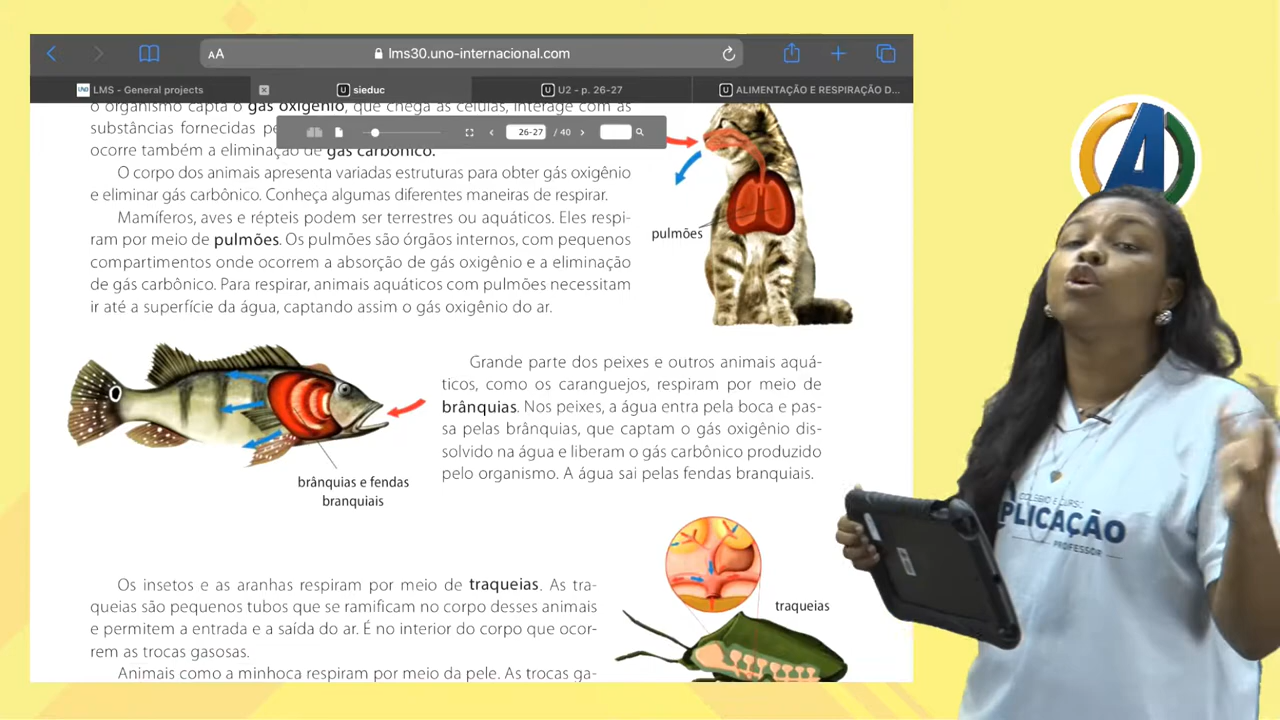 AA
lms30.uno-internacional.com
LMS - General projects
sieduc
U2 - p. 26-27
ALIMENTAÇÃO E RESPIRAÇÃO D...
o organismo capta o gás oxigênio, que chega às células, interage com as
substâncias fornecidas
26-27 / 40
ocorre também a eliminação de gás carbônico.
O corpo dos animais apresenta variadas estruturas para obter gás oxigênio
e eliminar gás carbônico. Conheça algumas diferentes maneiras de respirar.
Mamíferos, aves e répteis podem ser terrestres ou aquáticos. Eles respi-
ram por meio de pulmões. Os pulmões são órgãos internos, com pequenos
compartimentos onde ocorrem a absorção de gás oxigênio e a eliminação
de gás carbônico. Para respirar, animais aquáticos com pulmões necessitam
ir até a superfície da água, captando assim o gás oxigênio do ar.
pulmões
Grande parte dos peixes e outros animais aquá-
ticos, como os caranguejos, respiram por meio de
brânquias. Nos peixes, a água entra pela boca e pas-
sa pelas brânquias, que captam o gás oxigênio dis-
solvido na água e liberam o gás carbônico produzido
pelo organismo. A água sai pelas fendas branquiais.
brânquias e fendas
branquiais
Os insetos e as aranhas respiram por meio de traqueias. As tra-
queias são pequenos tubos que se ramificam no corpo desses animais
e permitem a entrada e a saída do ar. É no interior do corpo que ocor-
rem as trocas gasosas.
Animais como a minhoca respiram por meio da pele. As trocas ga-
traqueias
A
COLÉGIO E CURSO
PLICAÇÃO
PROFESSOR